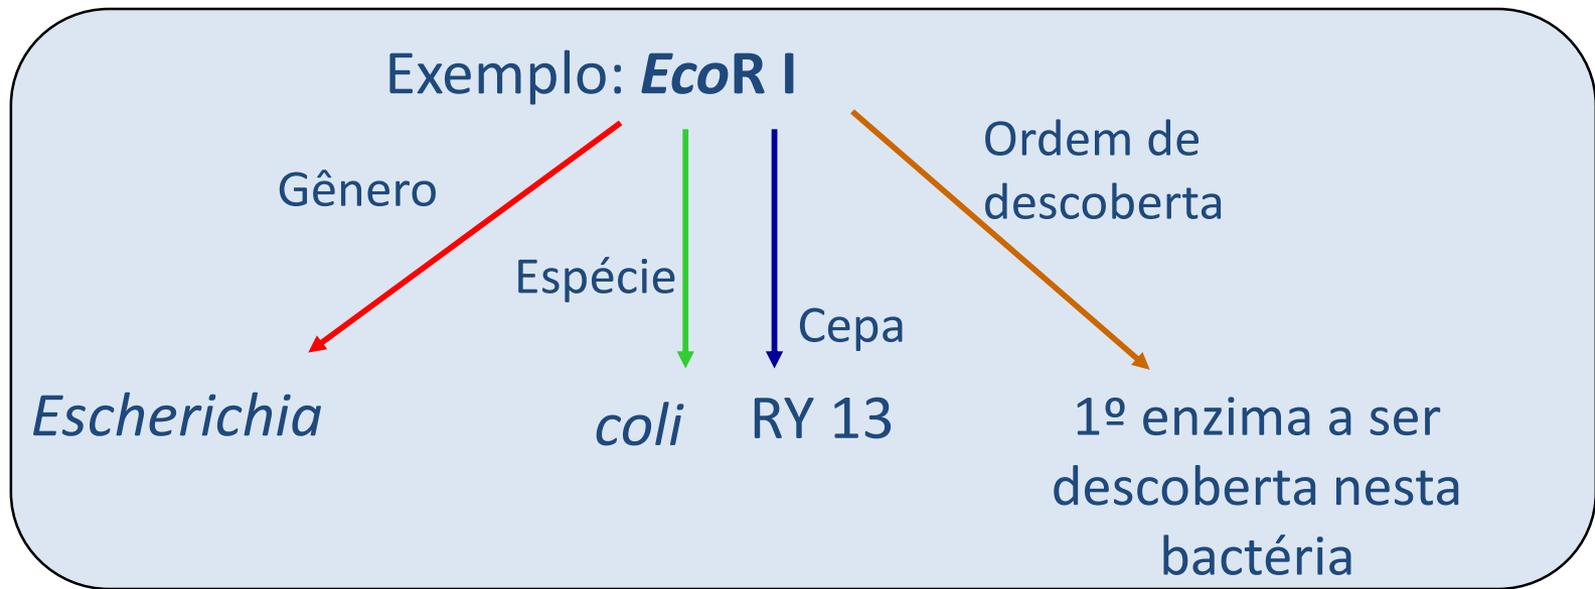 Exemplo: EcoR I
Gênero
Ordem de
descoberta
Espécie
Cepa
Escherichia
coli
RY 13
1º enzima a ser
descoberta nesta
bactéria